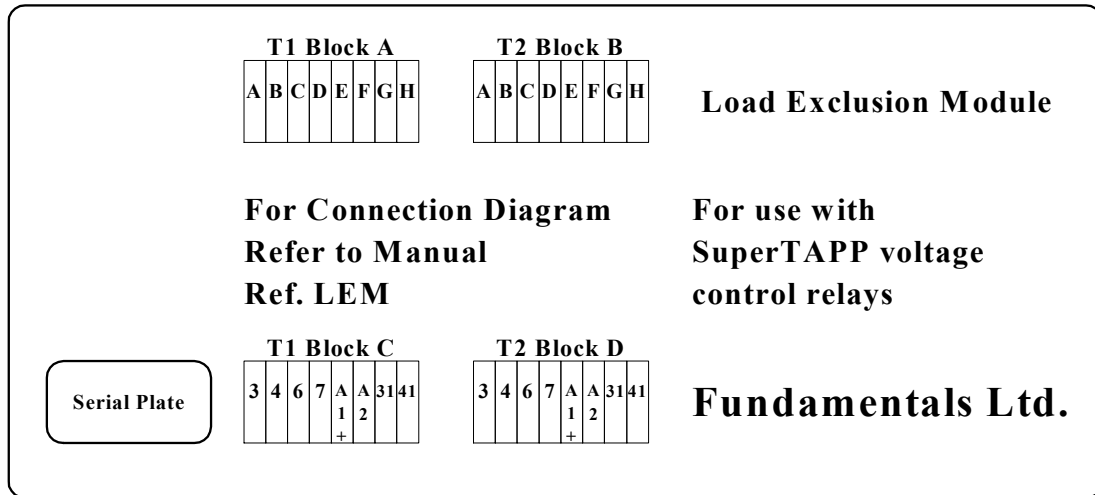 T1 Block A
A B C D E F G H
T2 Block B
A B C D E F G H
Load Exclusion Module
For Connection Diagram
Refer to Manual
Ref. LEM
For use with
SuperTAPP voltage
control relays
Serial Plate
T1 Block C
3 4 6 7 A1+ A2 31 41
T2 Block D
3 4 6 7 A1+ A2 31 41
Fundamentals Ltd.